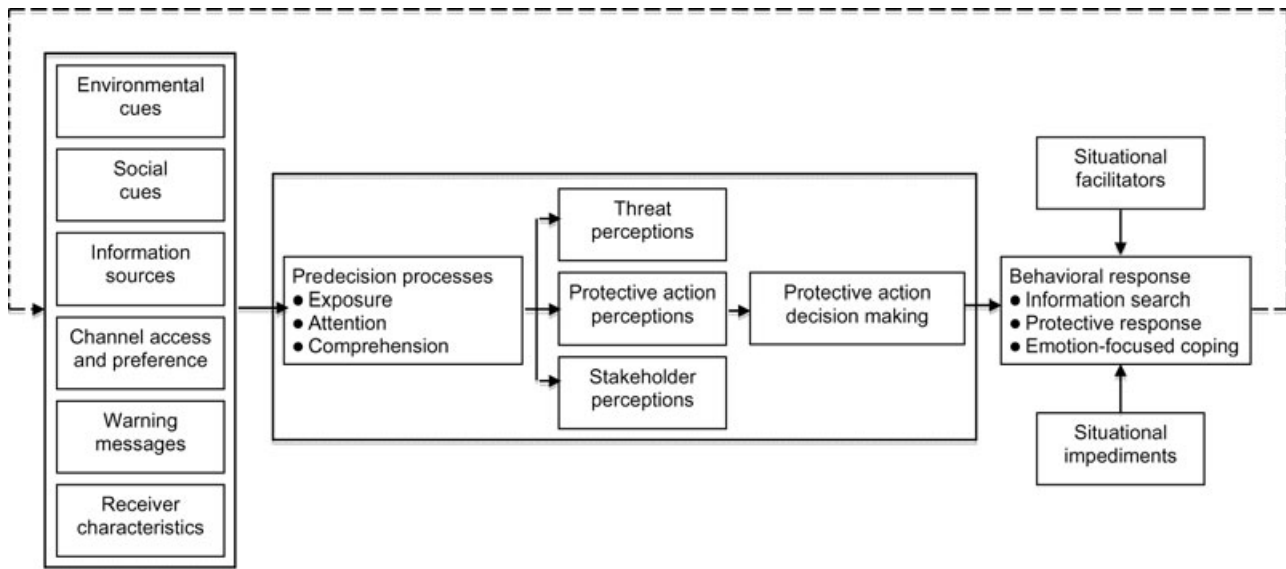 Environmental
cues
Social
cues
Information
sources
Channel access
and preference
Warning
messages
Receiver
characteristics
Predecision processes
● Exposure
● Attention
● Comprehension
Threat
perceptions
Protective action
perceptions
Stakeholder
perceptions
Protective action
decision making
Situational
facilitators
Behavioral response
● Information search
● Protective response
● Emotion-focused coping
Situational
impediments